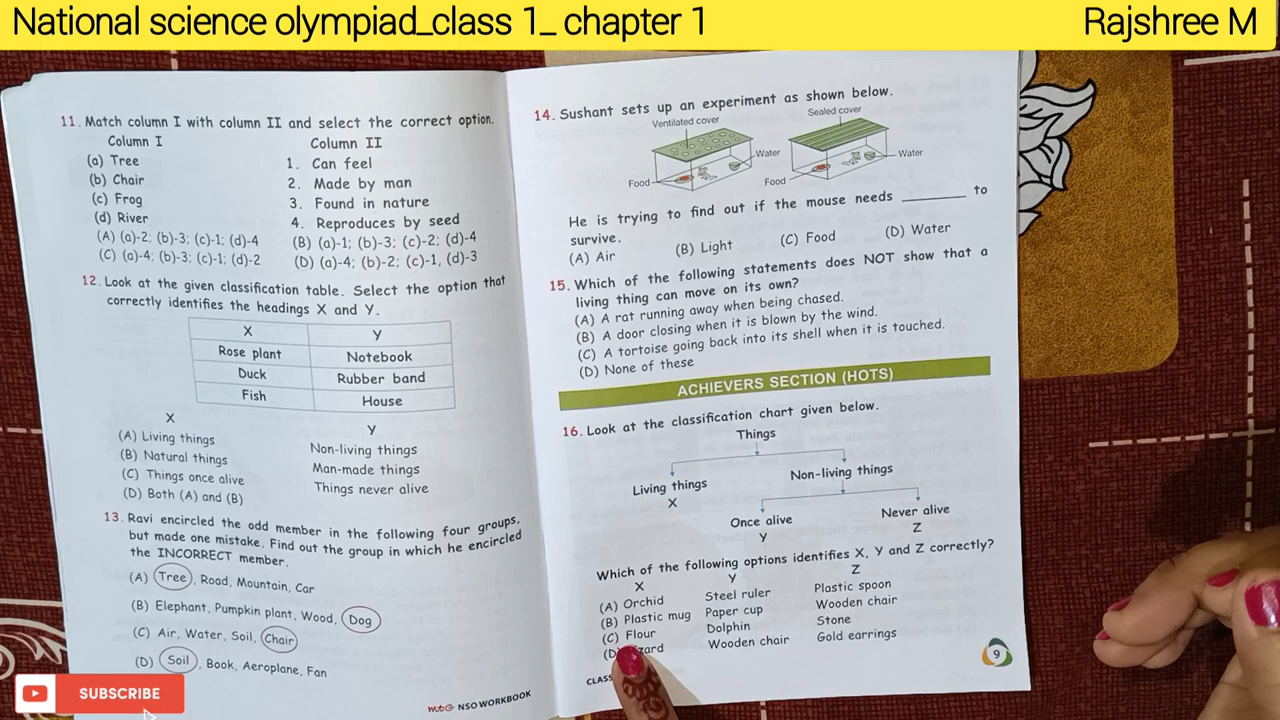 National science olympiad_class 1_ chapter 1
Rajshree M
11. Match column I with column II and select the correct option.
Column I Column II
(a) Tree 1. Can feel
(b) Chair 2. Made by man
(c) Frog 3. Found in nature
(d) River 4. Reproduces by seed
(A) (a)-2; (b)-3; (c)-1; (d)-4 (B) (a)-1; (b)-3; (c)-2; (d)-4
(C) (a)-4; (b)-3; (c)-1; (d)-2 (D) (a)-4; (b)-2; (c)-1, (d)-3
12. Look at the given classification table. Select the option that
correctly identifies the headings X and Y.
X Y
Rose plant Notebook
Duck Rubber band
Fish House
X Y
(A) Living things Non-living things
(B) Natural things Man-made things
(C) Things once alive Things never alive
(D) Both (A) and (B)
13. Ravi encircled the odd member in the following four groups,
but made one mistake. Find out the group in which he encircled
the INCORRECT member.
(A) Tree, Road, Mountain, Car
(B) Elephant, Pumpkin plant, Wood, Dog
(C) Air, Water, Soil, Chair
(D) Soil, Book, Aeroplane, Fan
mtG NSO WORKBOOK
SUBSCRIBE
14. Sushant sets up an experiment as shown below.
Ventilated cover Sealed cover
Water Water
Food Food
He is trying to find out if the mouse needs ________ to
survive.
(A) Air (B) Light (C) Food (D) Water
15. Which of the following statements does NOT show that a
living thing can move on its own?
(A) A rat running away when being chased.
(B) A door closing when it is blown by the wind.
(C) A tortoise going back into its shell when it is touched.
(D) None of these
ACHIEVERS SECTION (HOTS)
16. Look at the classification chart given below.
Things
Living things Non-living things
X
Once alive Never alive
Y Z
Which of the following options identifies X, Y and Z correctly?
X Y Z
(A) Orchid Steel ruler Plastic spoon
(B) Plastic mug Paper cup Wooden chair
(C) Flour Dolphin Stone
(D) Wooden chair Gold earrings
CLASS
9